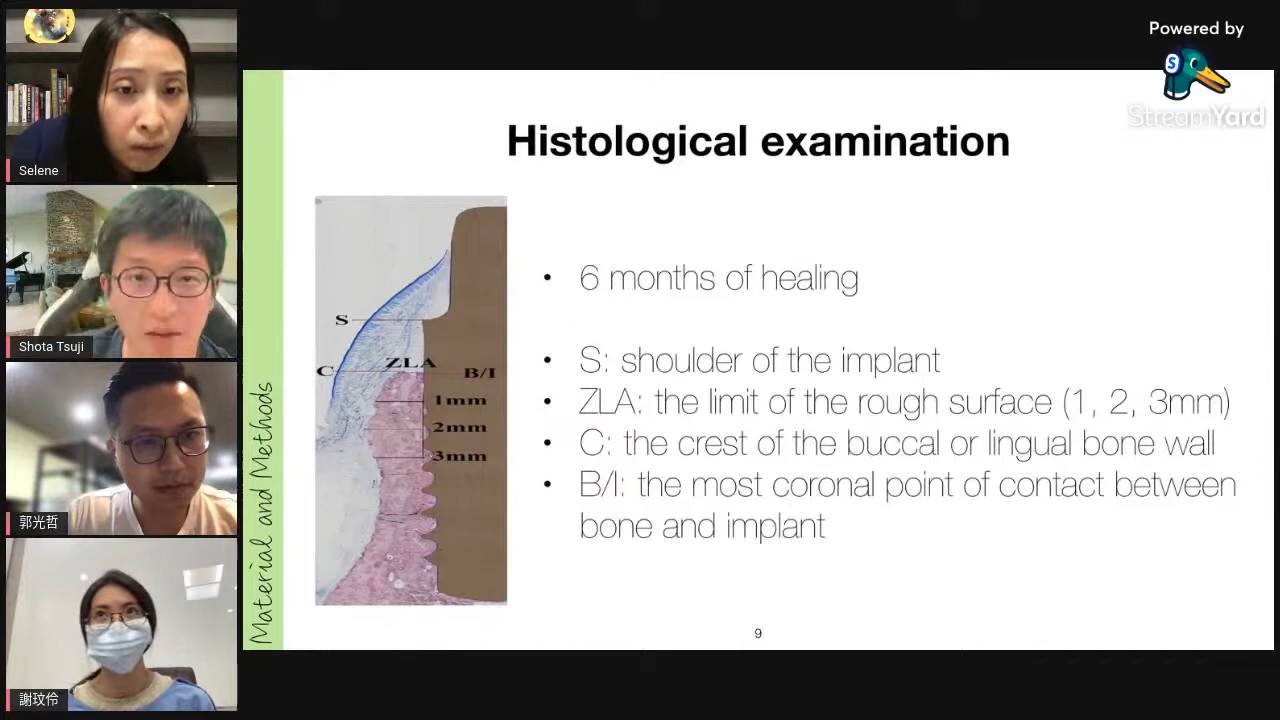 Powered by
S
StreamYard
Selene
Shota Tsuji
郭光哲
謝玟伶
Material and Methods
Histological examination
S
C
ZLA
B/I
1mm
2mm
3mm
• 6 months of healing
• S: shoulder of the implant
• ZLA: the limit of the rough surface (1, 2, 3mm)
• C: the crest of the buccal or lingual bone wall
• B/I: the most coronal point of contact between
bone and implant
9